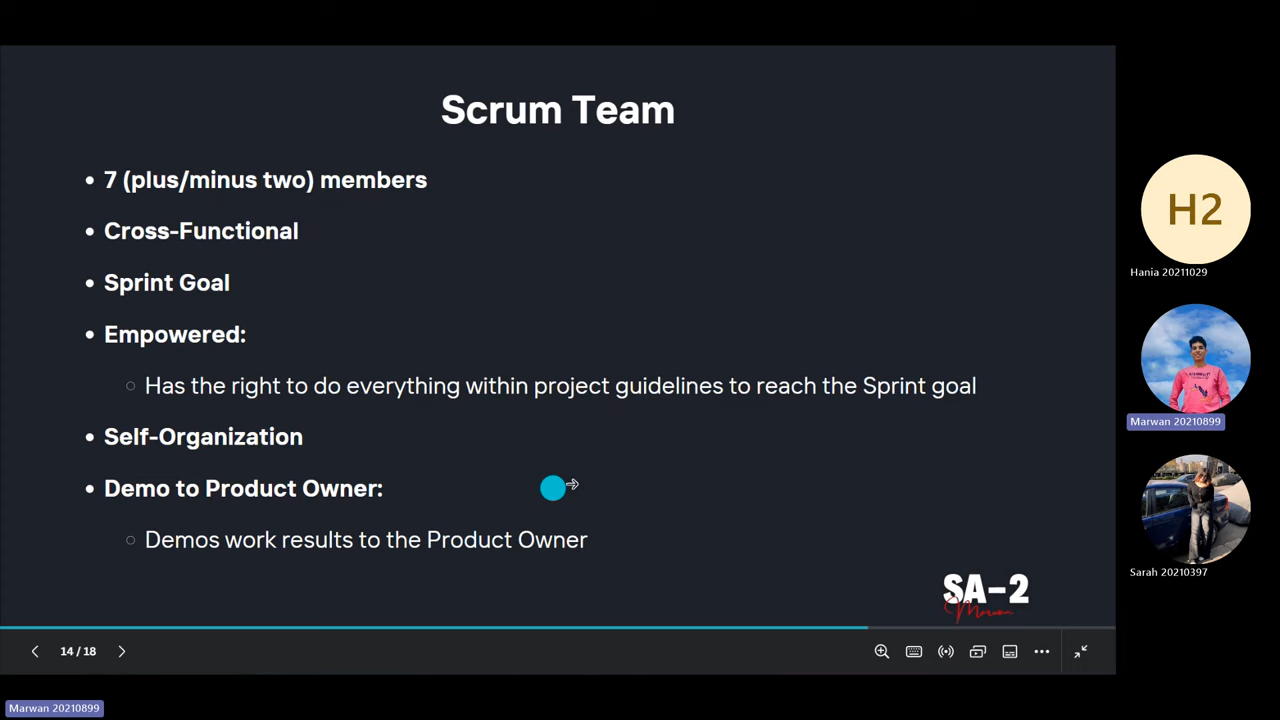 Scrum Team
• 7 (plus/minus two) members
• Cross-Functional
• Sprint Goal
• Empowered:
○ Has the right to do everything within project guidelines to reach the Sprint goal
• Self-Organization
• Demo to Product Owner:
○ Demos work results to the Product Owner
SA-2
Marwan
14 / 18
H2
Hania 20211029
Marwan 20210899
Sarah 20210397
Marwan 20210899